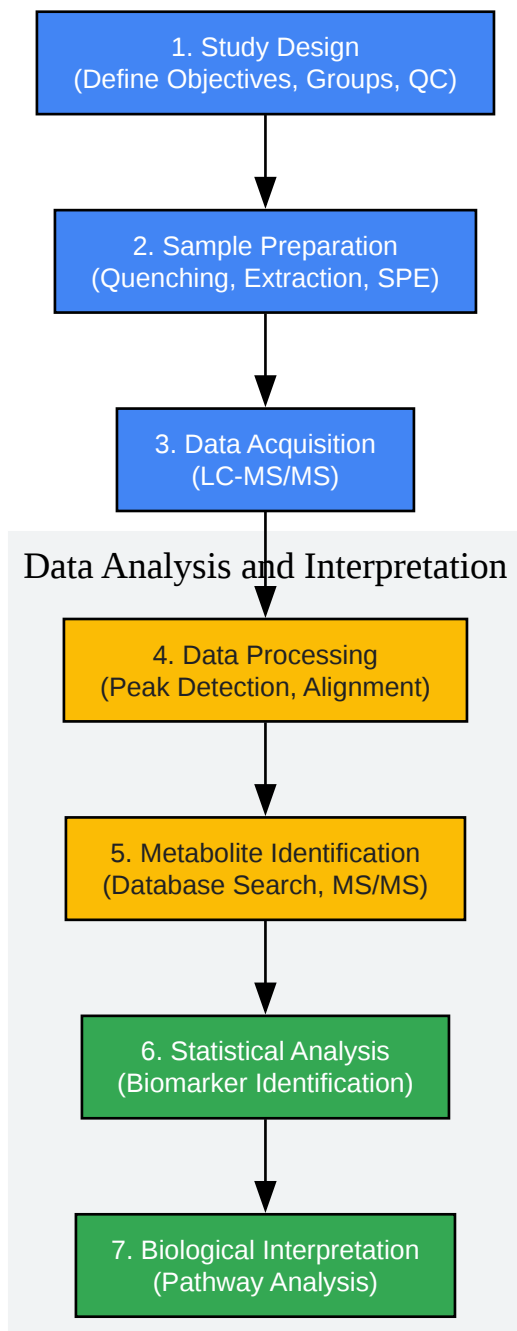 1. Study Design
(Define Objectives, Groups, QC)
2. Sample Preparation
(Quenching, Extraction, SPE)
3. Data Acquisition
(LC-MS/MS)
Data Analysis and Interpretation
4. Data Processing
(Peak Detection, Alignment)
5. Metabolite Identification
(Database Search, MS/MS)
6. Statistical Analysis
(Biomarker Identification)
7. Biological Interpretation
(Pathway Analysis)